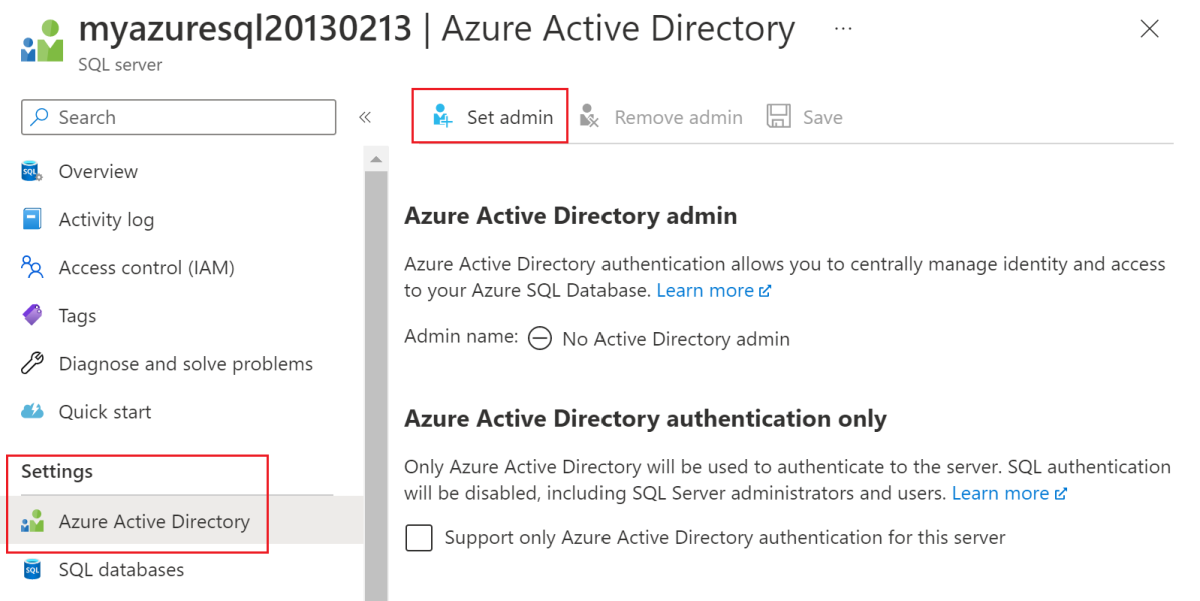 myazuresql20130213 | Azure Active Directory ...
SQL server
Search
«
Set admin
Remove admin
Save
Overview
Activity log
Access control (IAM)
Tags
Diagnose and solve problems
Quick start
Settings
Azure Active Directory
SQL databases
Azure Active Directory admin
Azure Active Directory authentication allows you to centrally manage identity and access
to your Azure SQL Database. Learn more
Admin name: No Active Directory admin
Azure Active Directory authentication only
Only Azure Active Directory will be used to authenticate to the server. SQL authentication
will be disabled, including SQL Server administrators and users. Learn more
Support only Azure Active Directory authentication for this server